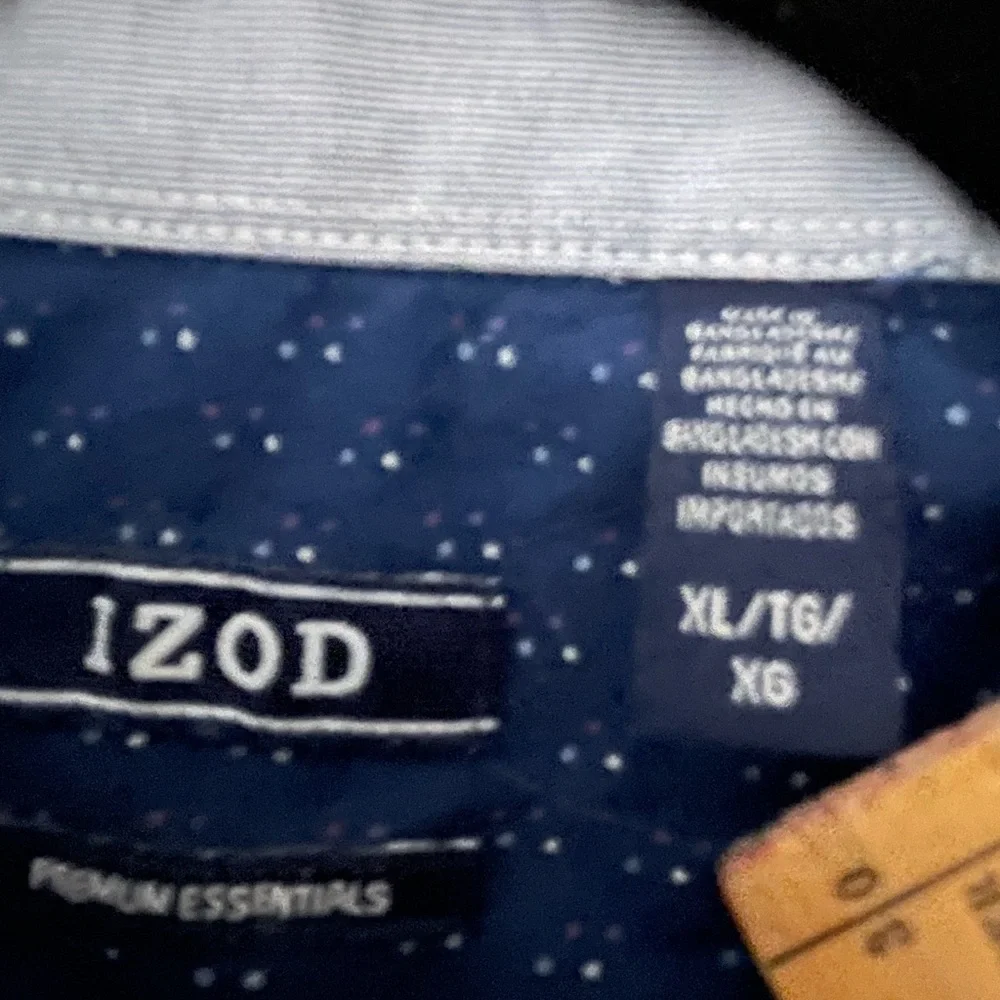 MADE IN
BANGLADESH/
FABRIQUÉ AU
BANGLADESH/
HECHO EN
BANGLADESH CON
INSUMOS
IMPORTADOS
XL/TG/
XG
IZOD
PREMIUM ESSENTIALS